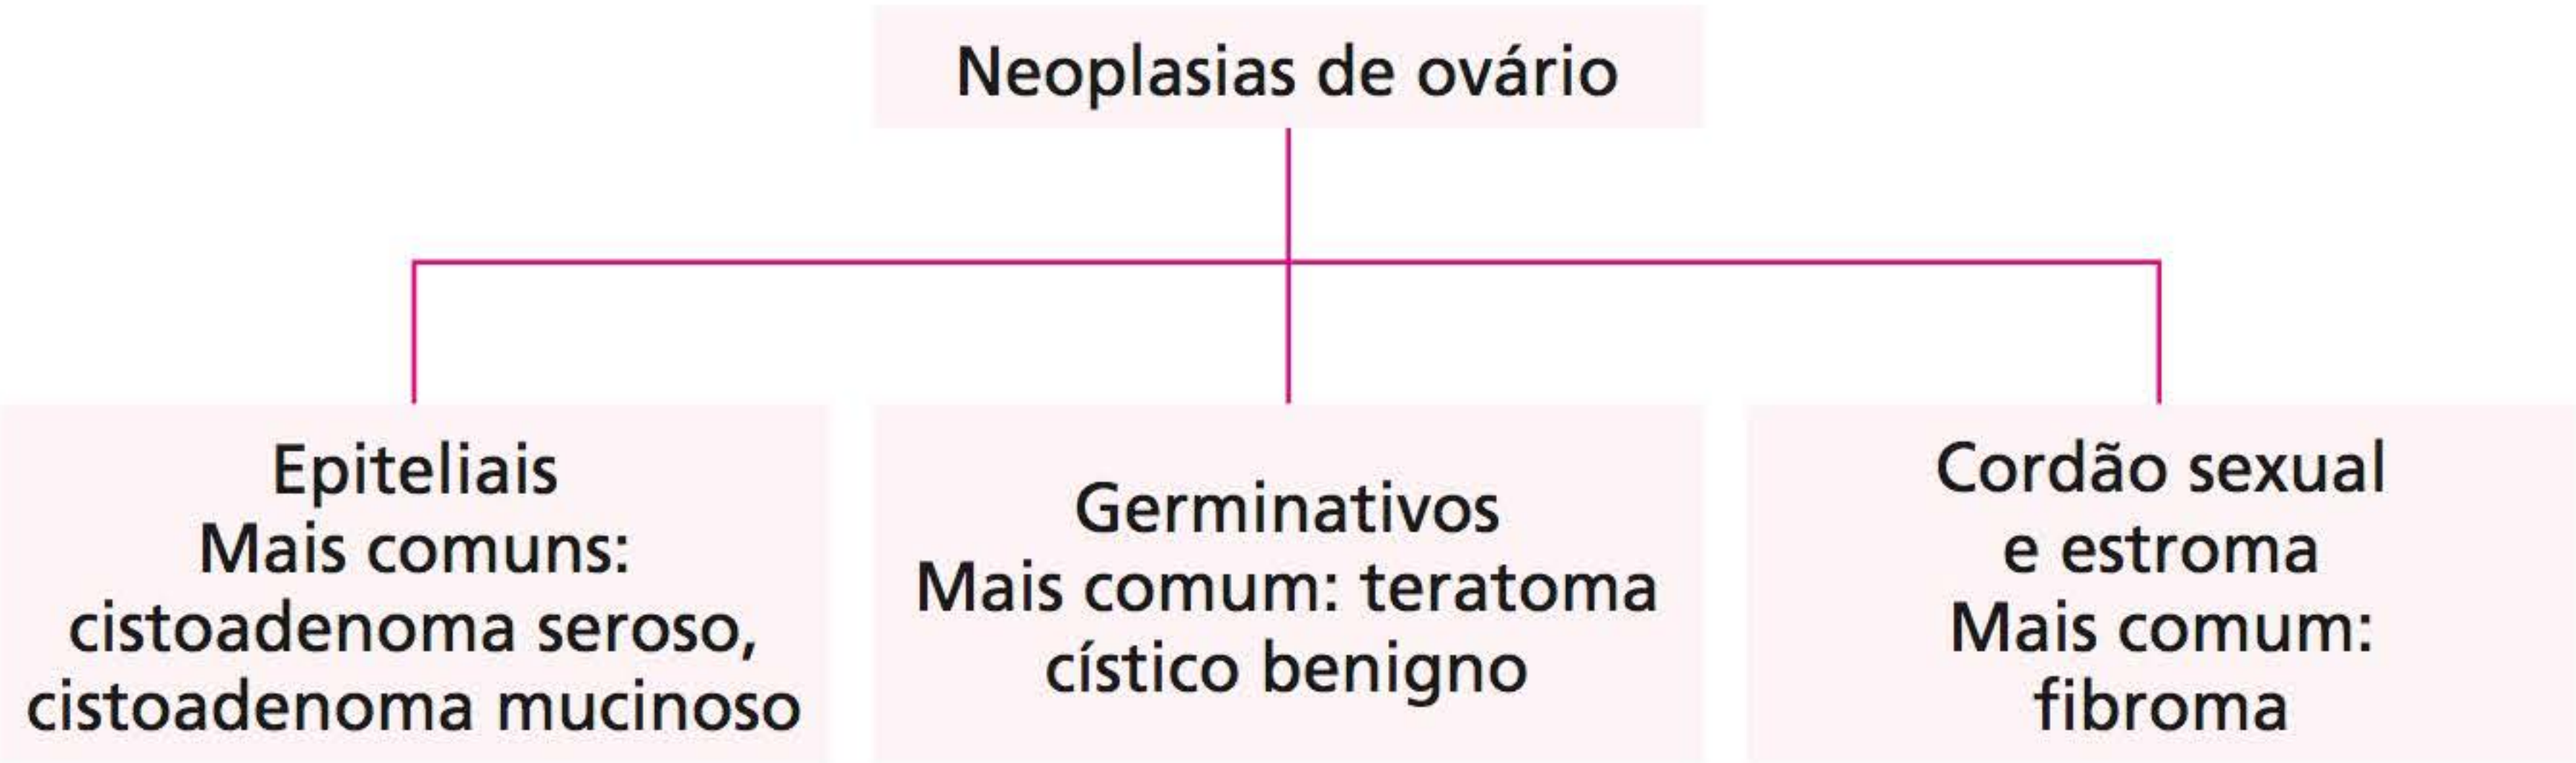 Neoplasias de ovário
Epiteliais
Mais comuns:
cistoadenoma seroso,
cistoadenoma mucinoso
Germinativos
Mais comum: teratoma
cístico benigno
Cordão sexual
e estroma
Mais comum:
fibroma